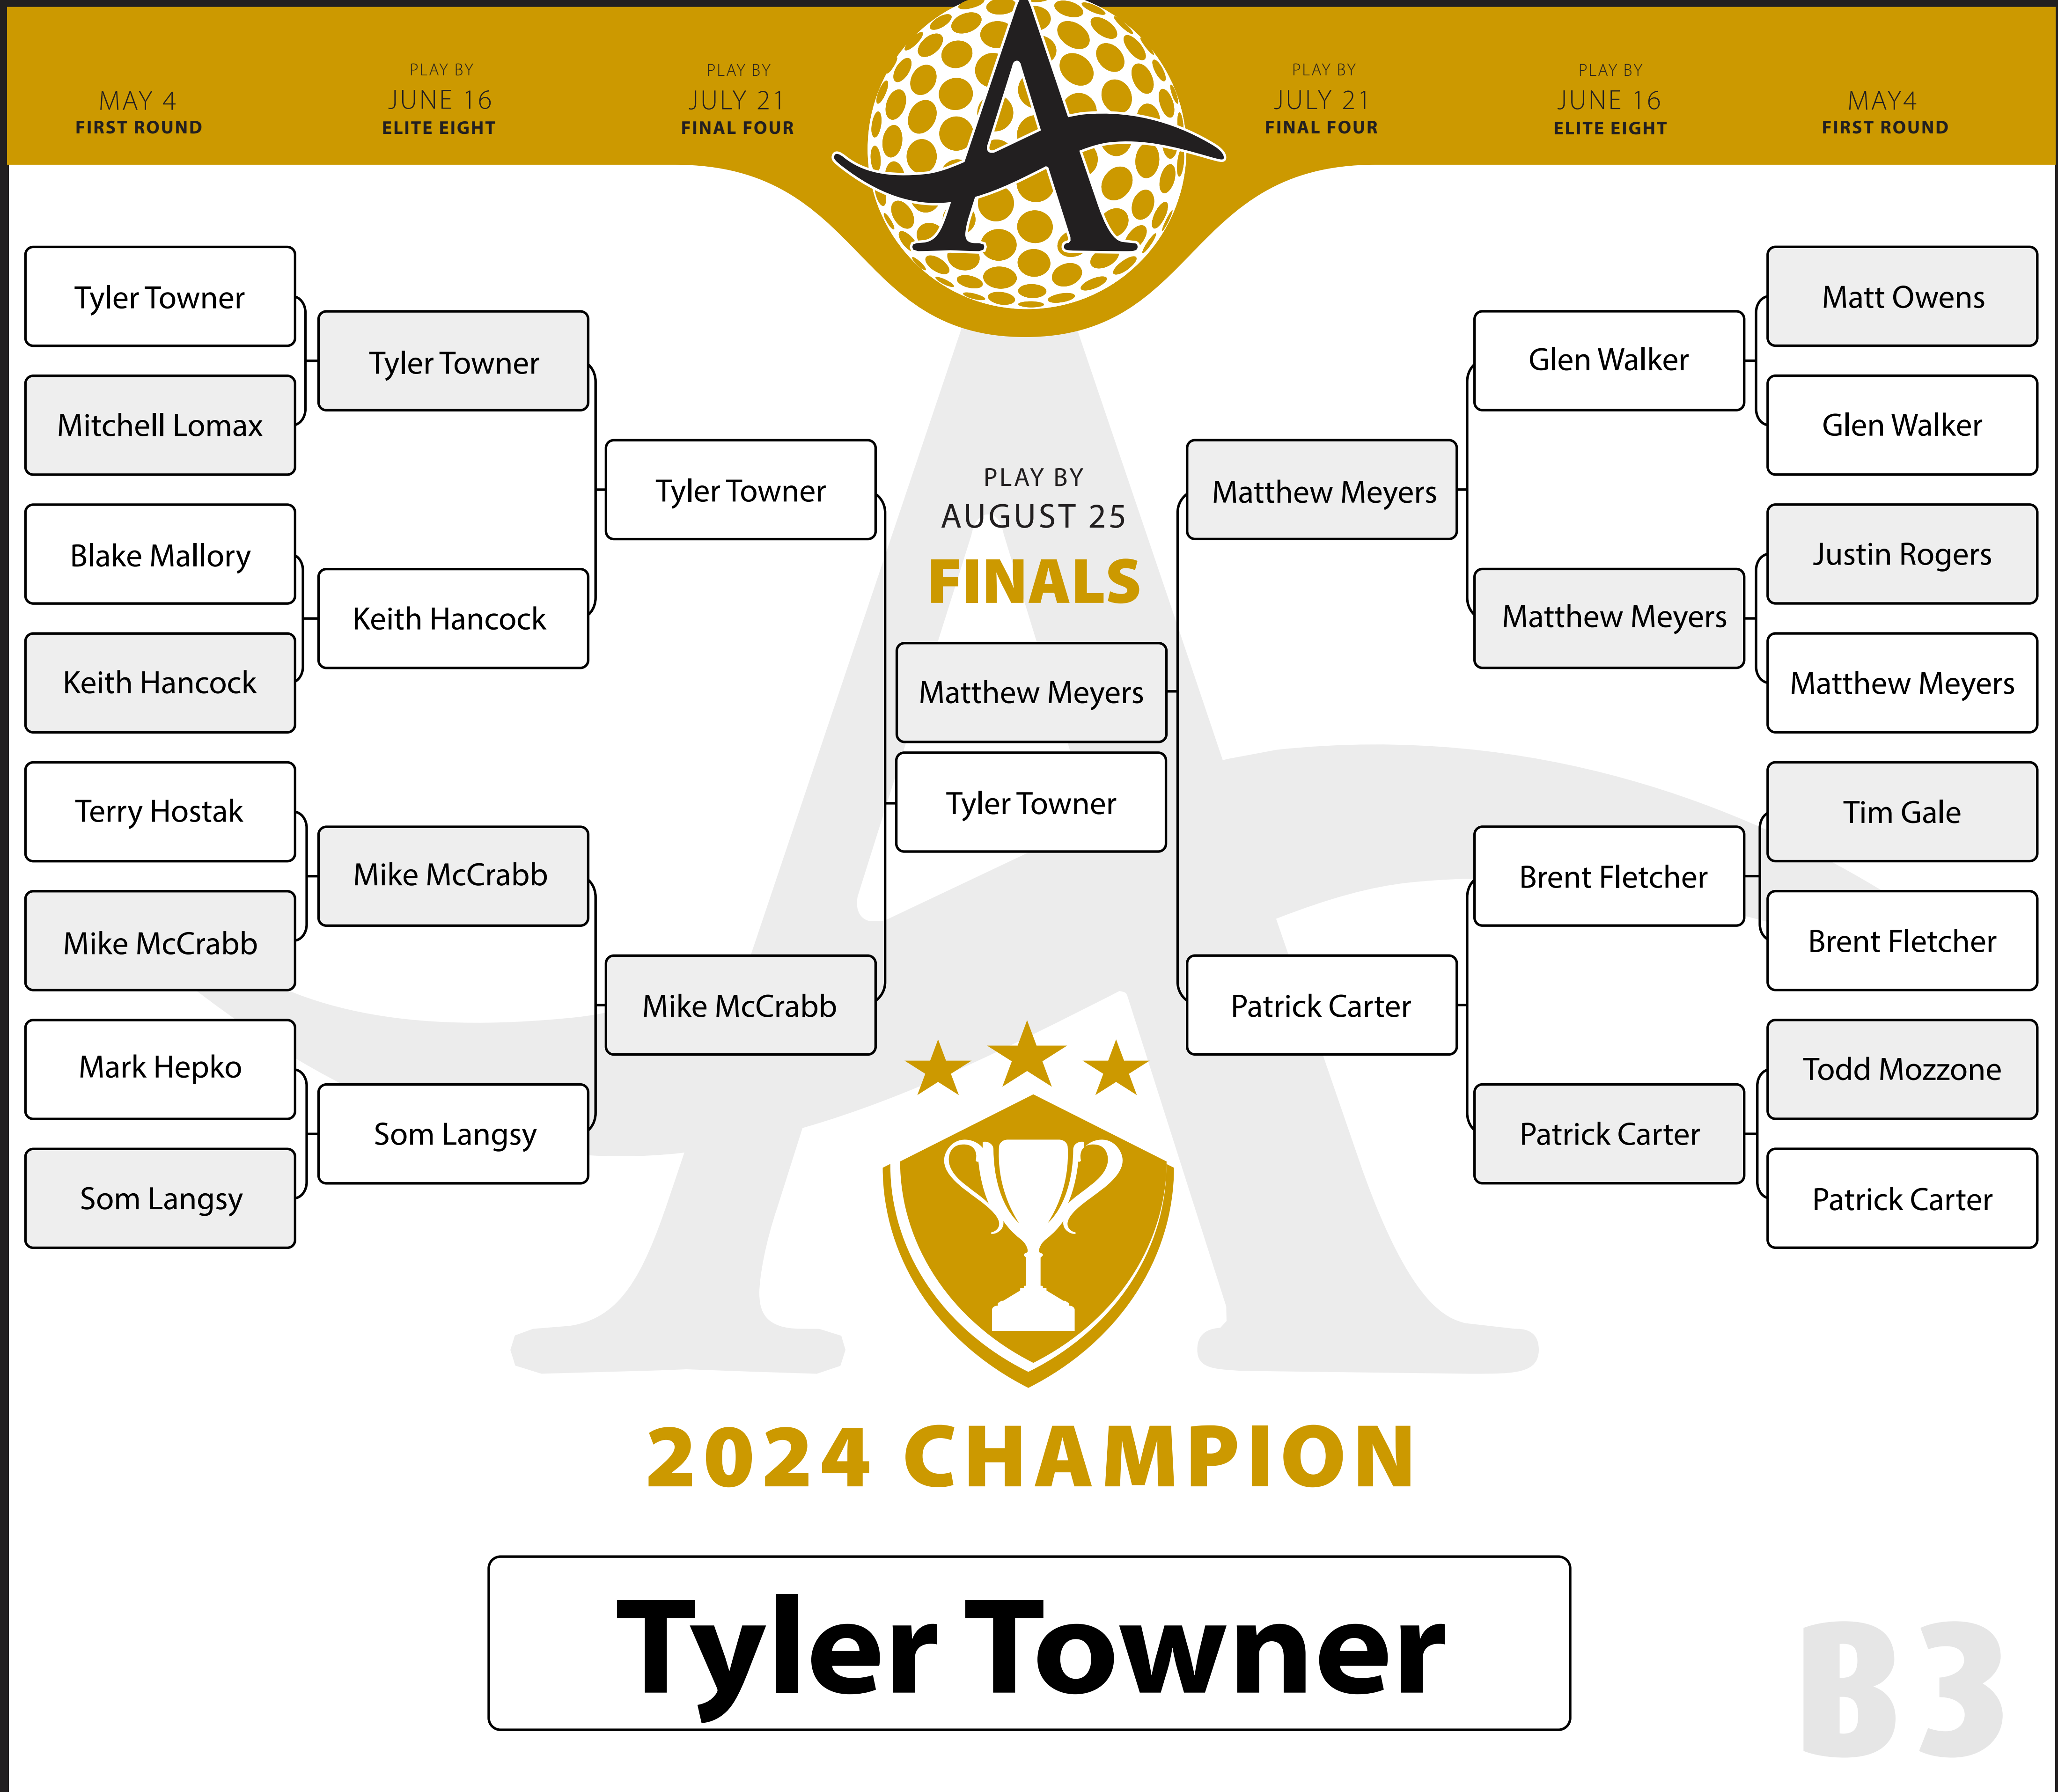 MAY 4
FIRST ROUND
PLAY BY
JUNE 16
ELITE EIGHT
PLAY BY
JULY 21
FINAL FOUR
A
PLAY BY
JULY 21
FINAL FOUR
PLAY BY
JUNE 16
ELITE EIGHT
MAY4
FIRST ROUND
Tyler Towner
Mitchell Lomax
Blake Mallory
Keith Hancock
Terry Hostak
Mike McCrabb
Mark Hepko
Som Langsy
Tyler Towner
Keith Hancock
Mike McCrabb
Som Langsy
Tyler Towner
Mike McCrabb
PLAY BY
AUGUST 25
FINALS
Matthew Meyers
Tyler Towner
Matthew Meyers
Patrick Carter
Glen Walker
Matthew Meyers
Brent Fletcher
Patrick Carter
Matt Owens
Glen Walker
Justin Rogers
Matthew Meyers
Tim Gale
Brent Fletcher
Todd Mozzone
Patrick Carter
2024 CHAMPION
Tyler Towner
B3